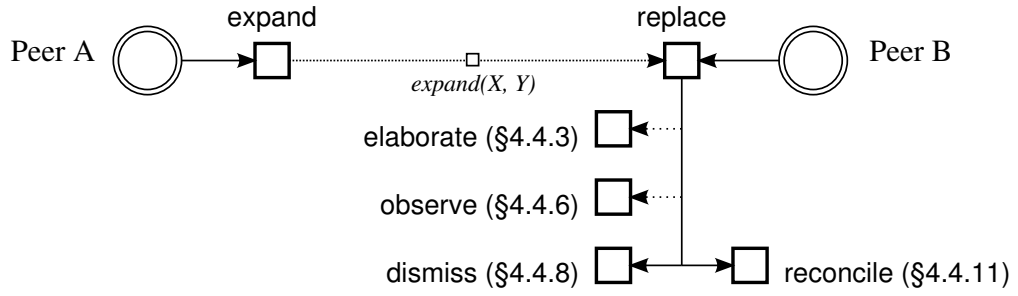 expand
replace
Peer A
Peer B
expand(X, Y)
elaborate (§4.4.3)
observe (§4.4.6)
dismiss (§4.4.8)
reconcile (§4.4.11)